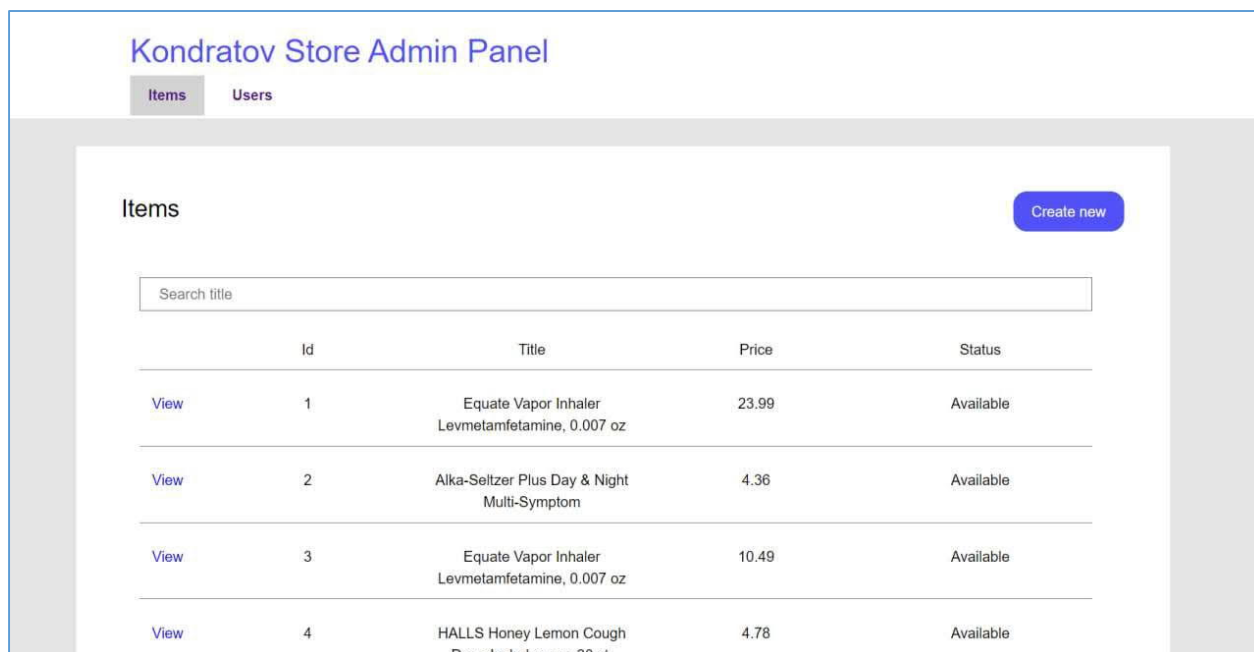 Kondratov Store Admin Panel
Items Users
Items
Create new
Search title
Id Title Price Status
View 1 Equate Vapor Inhaler 23.99 Available
Levmetamfetamine, 0.007 oz
View 2 Alka-Seltzer Plus Day & Night 4.36 Available
Multi-Symptom
View 3 Equate Vapor Inhaler 10.49 Available
Levmetamfetamine, 0.007 oz
View 4 HALLS Honey Lemon Cough 4.78 Available